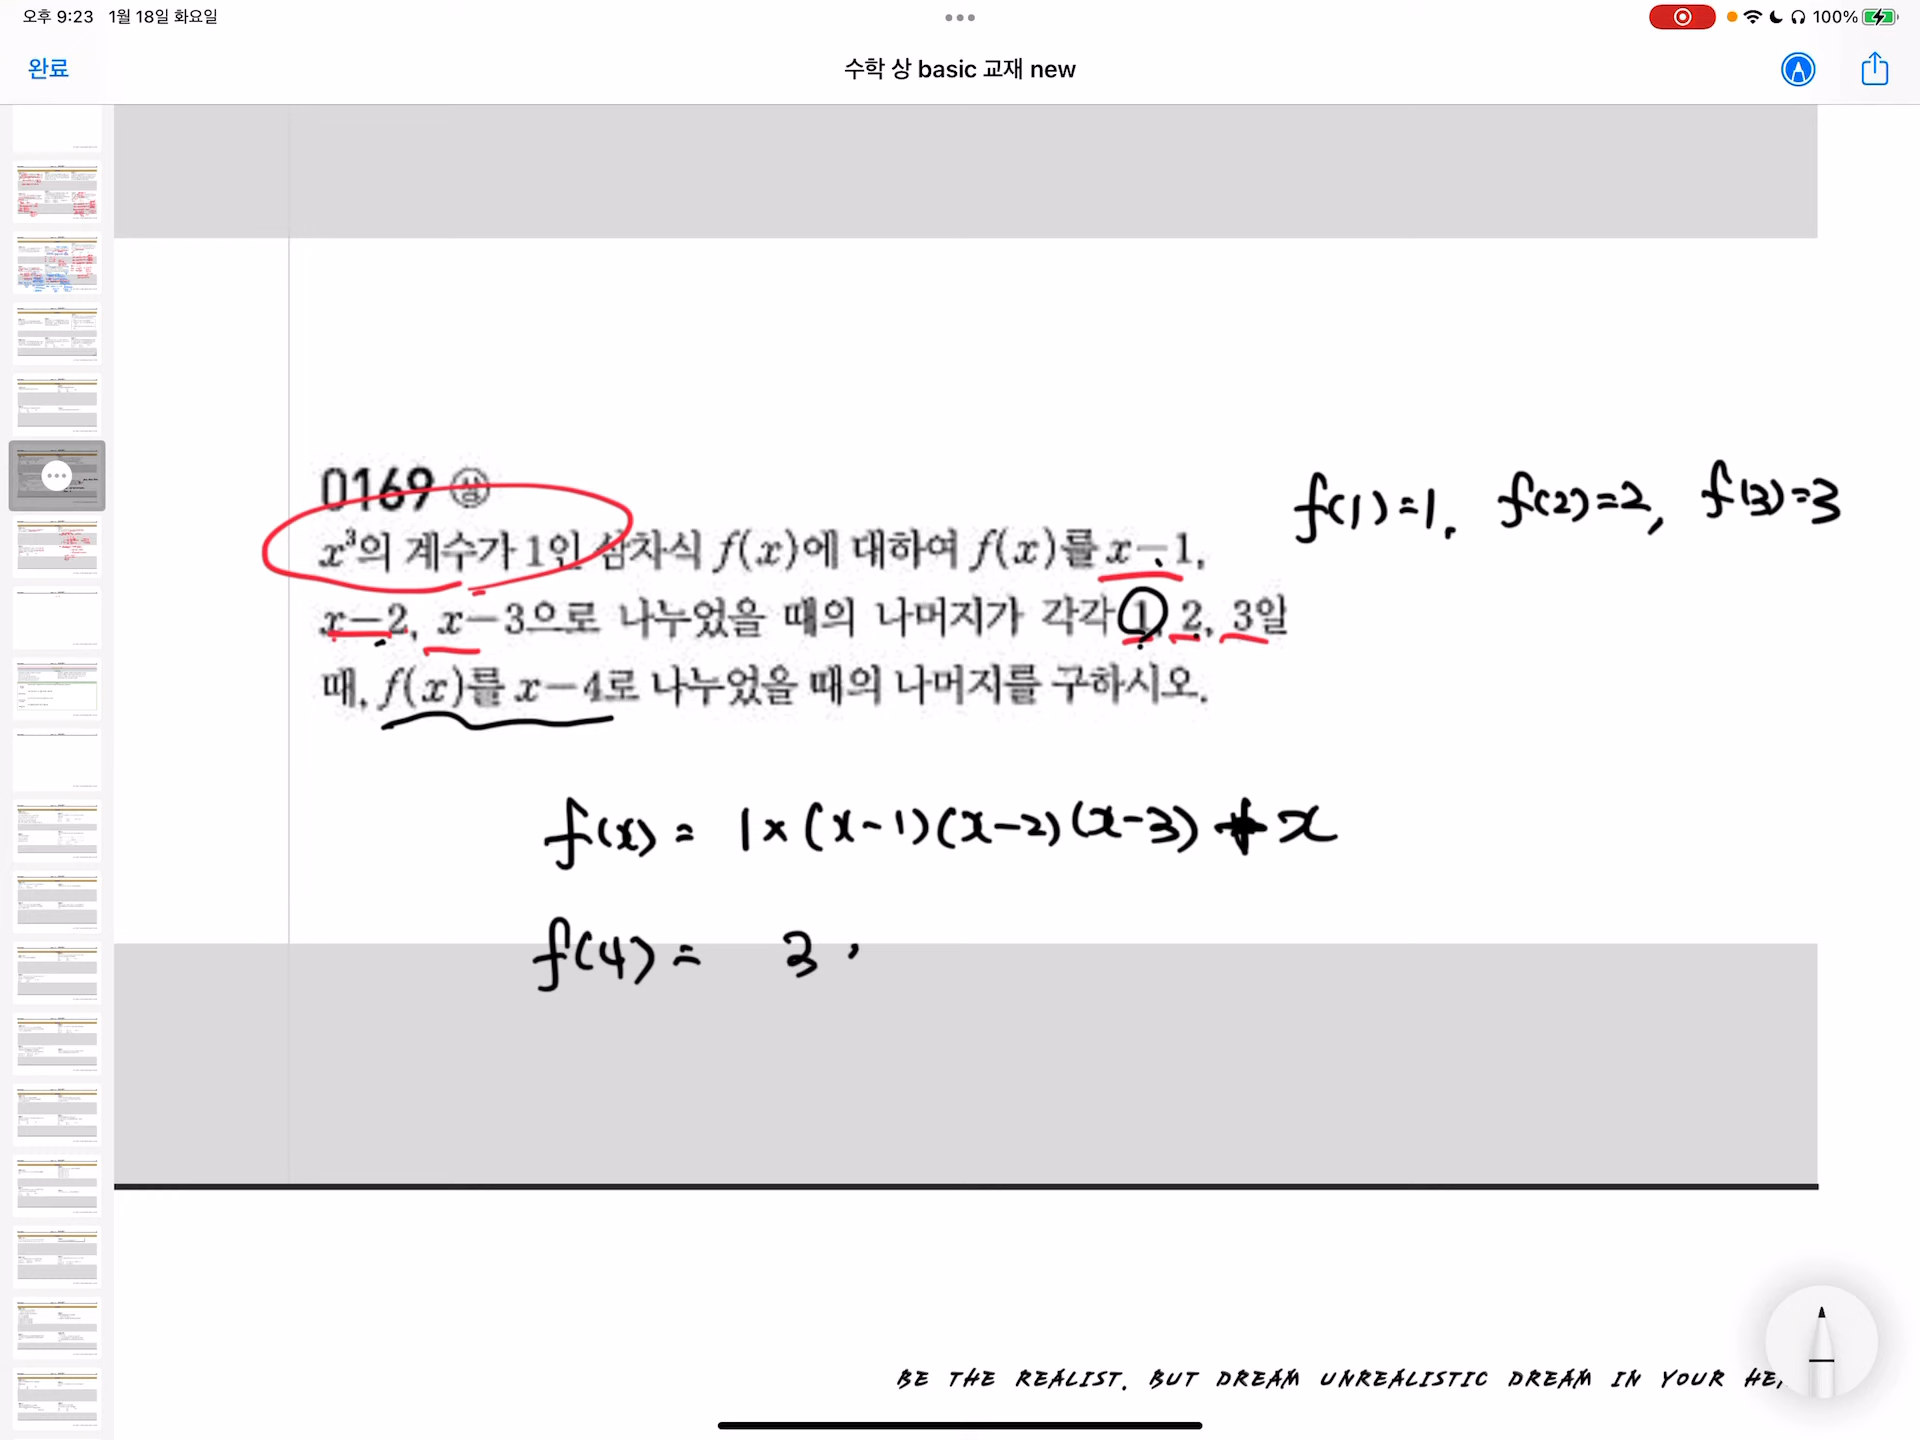 오후 9:23 1월 18일 화요일
100%
완료
수학 상 basic 교재 new
0169 상
x³의 계수가 1인 삼차식 f(x)에 대하여 f(x)를 x-1,
x-2, x-3으로 나누었을 때의 나머지가 각각 1, 2, 3일
때, f(x)를 x-4로 나누었을 때의 나머지를 구하시오.
f(1)=1, f(2)=2, f(3)=3
f(x) = 1×(x-1)(x-2)(x-3) + x
f(4) = 3 ·
BE THE REALIST. BUT DREAM UNREALISTIC DREAM IN YOUR